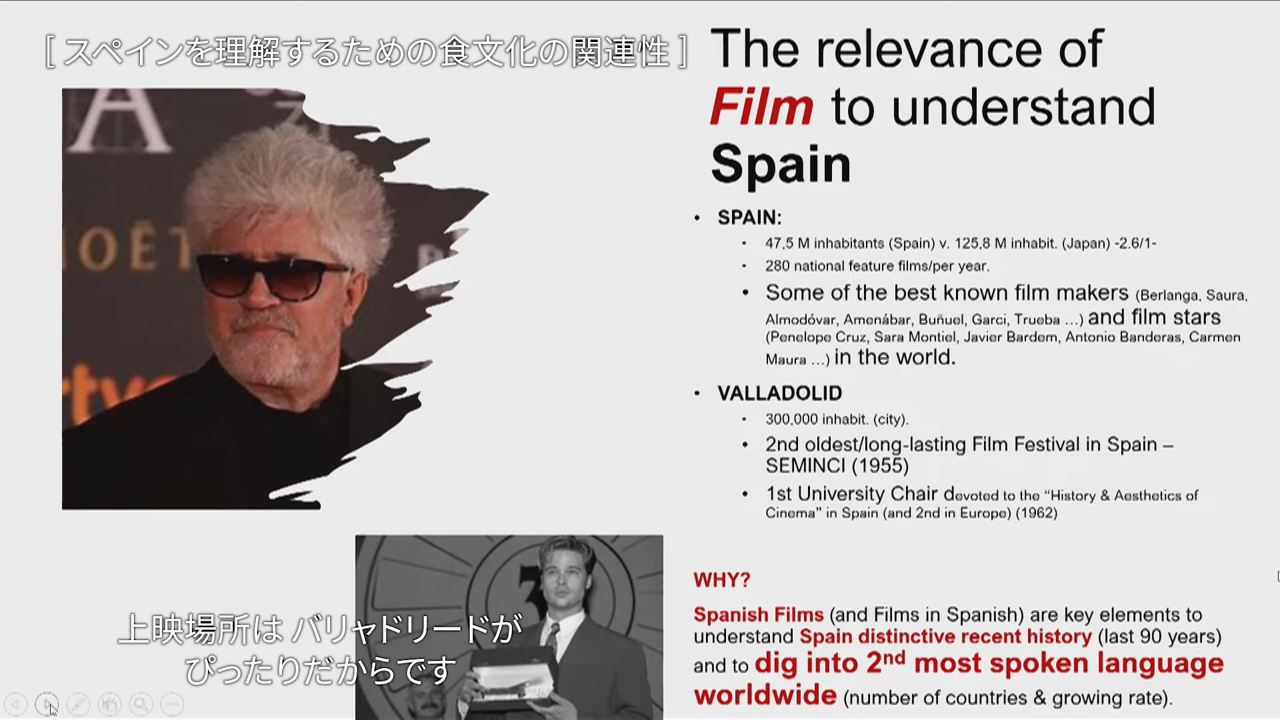 [ スペインを理解するための食文化の関連性 ]
The relevance of
Film to understand
Spain
• SPAIN:
• 47,5 M inhabitants (Spain) v. 125,8 M inhabit. (Japan) -2.6/1-
• 280 national feature films/per year.
• Some of the best known film makers (Berlanga, Saura,
Almodóvar, Amenábar, Buñuel, Garci, Trueba ...) and film stars
(Penelope Cruz, Sara Montiel, Javier Bardem, Antonio Banderas, Carmen
Maura ...) in the world.
• VALLADOLID
• 300,000 inhabit. (city).
• 2nd oldest/long-lasting Film Festival in Spain –
SEMINCI (1955)
• 1st University Chair devoted to the “History & Aesthetics of
Cinema” in Spain (and 2nd in Europe) (1962)
WHY?
Spanish Films (and Films in Spanish) are key elements to
understand Spain distinctive recent history (last 90 years)
and to dig into 2nd most spoken language
worldwide (number of countries & growing rate).
A
MOËT
rtve
上映場所は バリャドリードが
ぴったりだからです